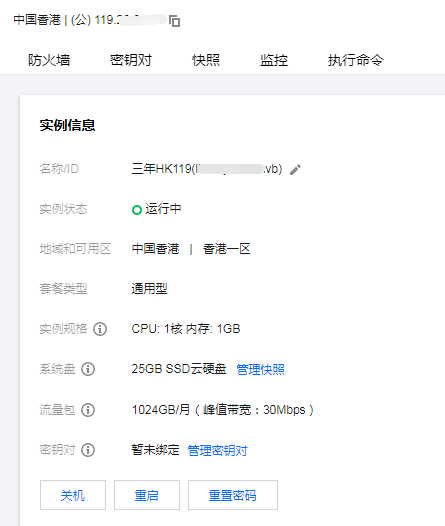 中国香港 | (公) 119.2
防火墙 密钥对 快照 监控 执行命令
实例信息
名称/ID 三年HK119( vb)
实例状态 运行中
地域和可用区 中国香港 | 香港一区
套餐类型 通用型
实例规格 CPU: 1核 内存: 1GB
系统盘 25GB SSD云硬盘 管理快照
流量包 1024GB/月（峰值带宽：30Mbps）
密钥对 暂未绑定 管理密钥对
关机 重启 重置密码